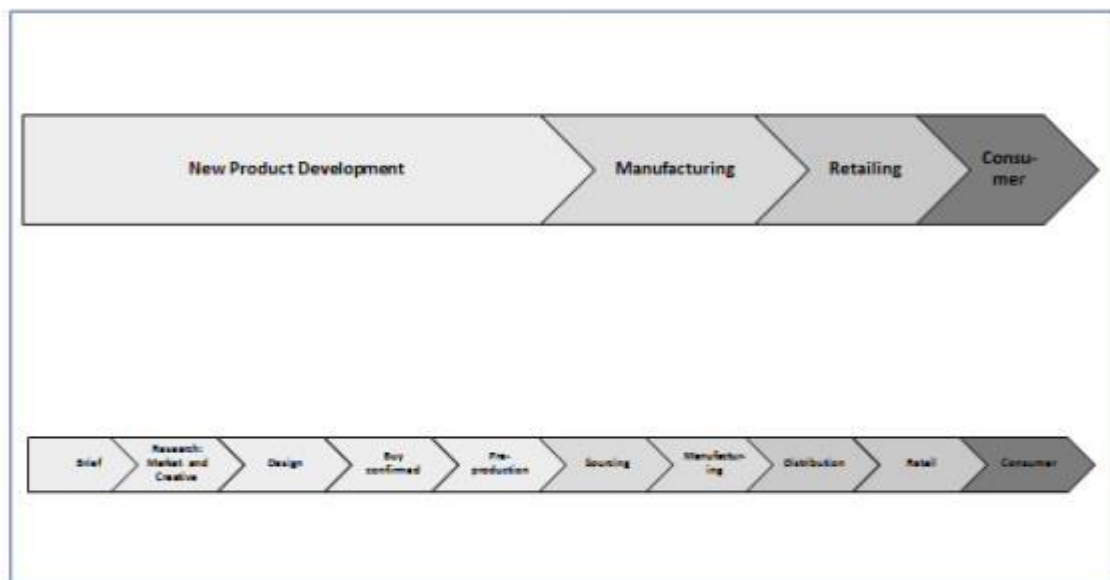 New Product Development
Manufacturing
Retailing
Consu-
mer
Brief
Research:
Market and
Creative
Design
Buy
confirmed
Pre-
production
Sourcing
Manufactur-
ing
Distribution
Retail
Consumer